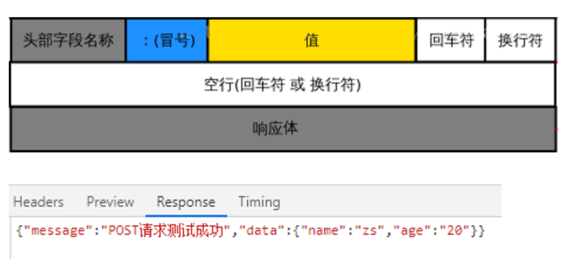 头部字段名称 :(冒号) 值 回车符 换行符
空行(回车符 或 换行符)
响应体
Headers Preview Response Timing
{"message":"POST请求测试成功","data":{"name":"zs","age":"20"}}